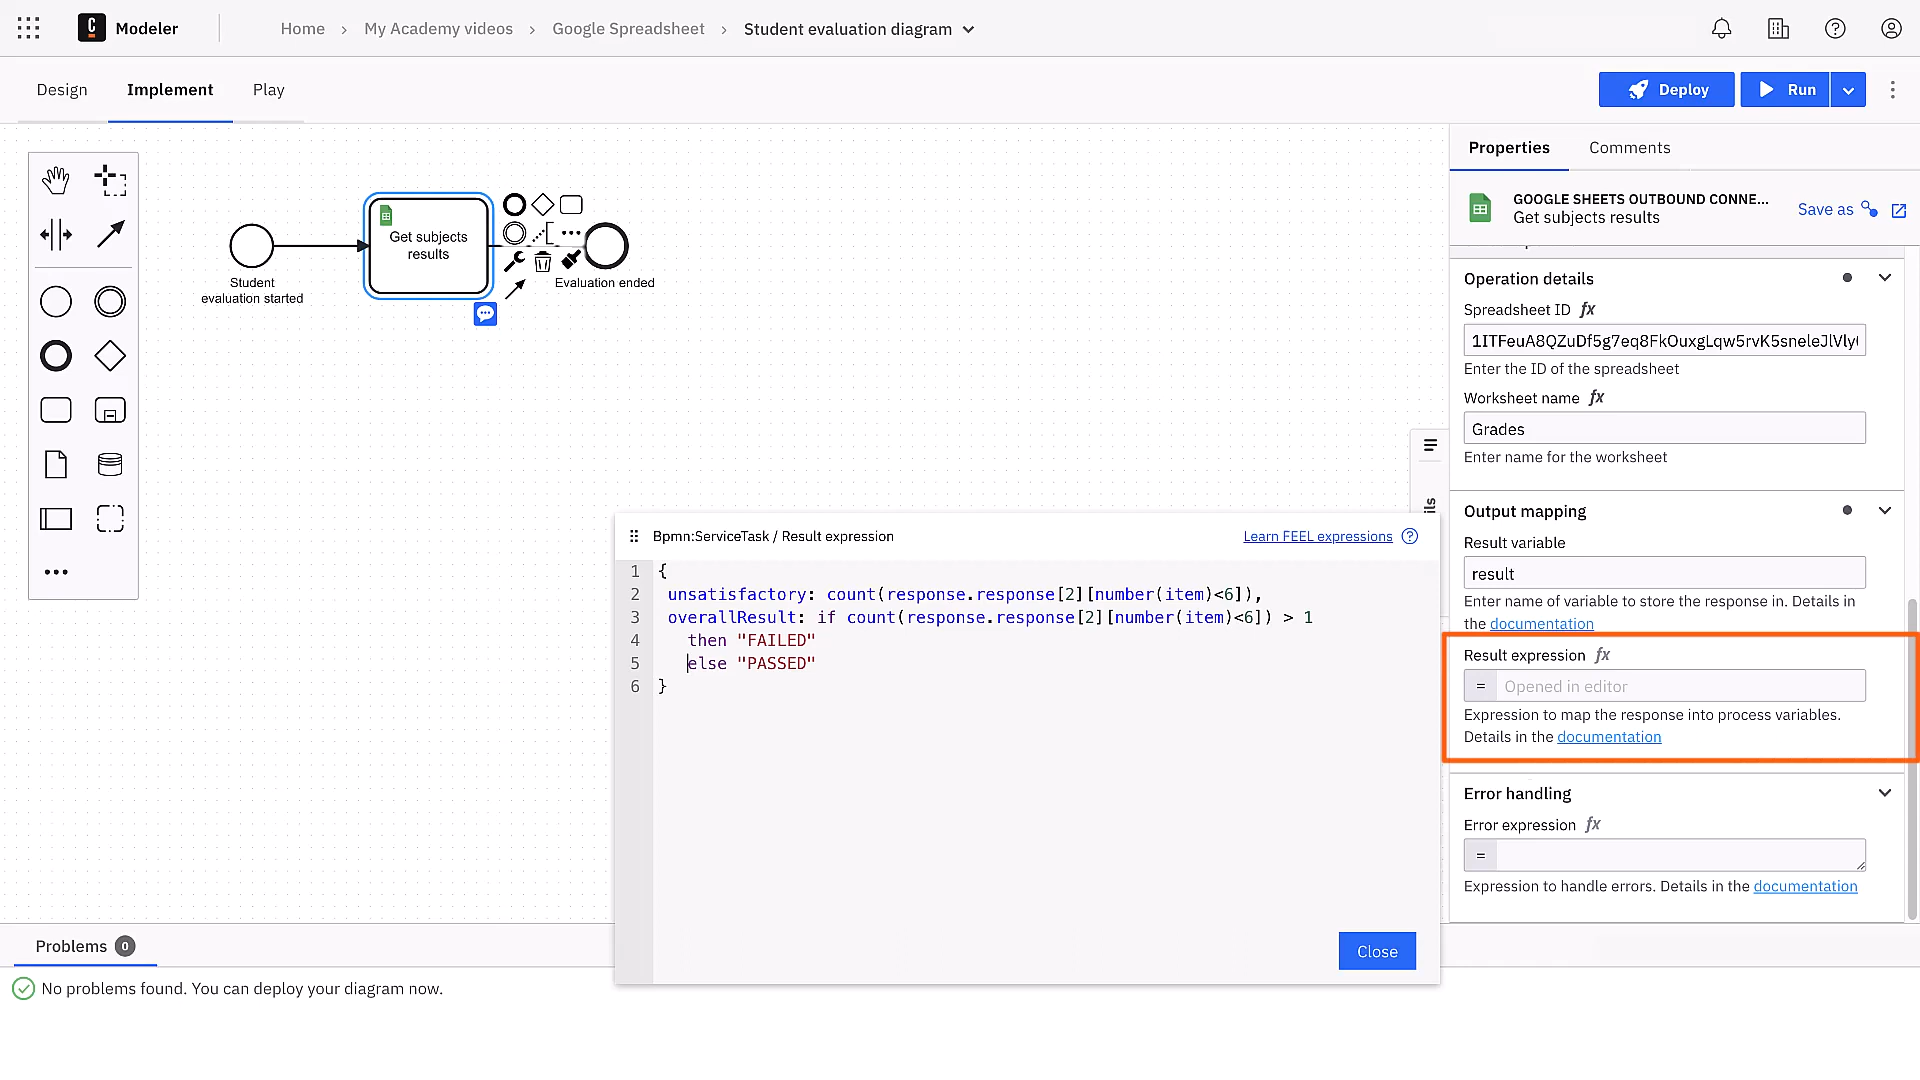 Modeler
Home
My Academy videos
Google Spreadsheet
Student evaluation diagram
Design
Implement
Play
Deploy
Run
Properties
Comments
GOOGLE SHEETS OUTBOUND CONNE...
Get subjects results
Save as
Get subjects
results
Student
evaluation started
Evaluation ended
Operation details
Spreadsheet ID fx
Enter the ID of the spreadsheet
Worksheet name fx
Grades
Enter name for the worksheet
Output mapping
Result variable
result
Enter name of variable to store the response in. Details in
the documentation
Result expression fx
= Opened in editor
Expression to map the response into process variables.
Details in the documentation
Error handling
Error expression fx
=
Expression to handle errors. Details in the documentation
Bpmn:ServiceTask / Result expression
Learn FEEL expressions ?
1 {
2 unsatisfactory: count(response.response[2][number(item)<6]),
3 overallResult: if count(response.response[2][number(item)<6]) > 1
4 then "FAILED"
5 else "PASSED"
6 }
Close
Problems 0
No problems found. You can deploy your diagram now.